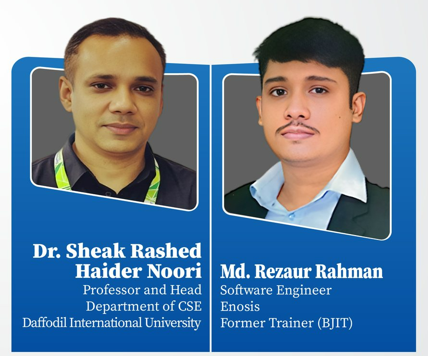 Dr. Sheak Rashed
Haider Noori
Professor and Head
Department of CSE
Daffodil International University
Md. Rezaur Rahman
Software Engineer
Enosis
Former Trainer (BJIT)